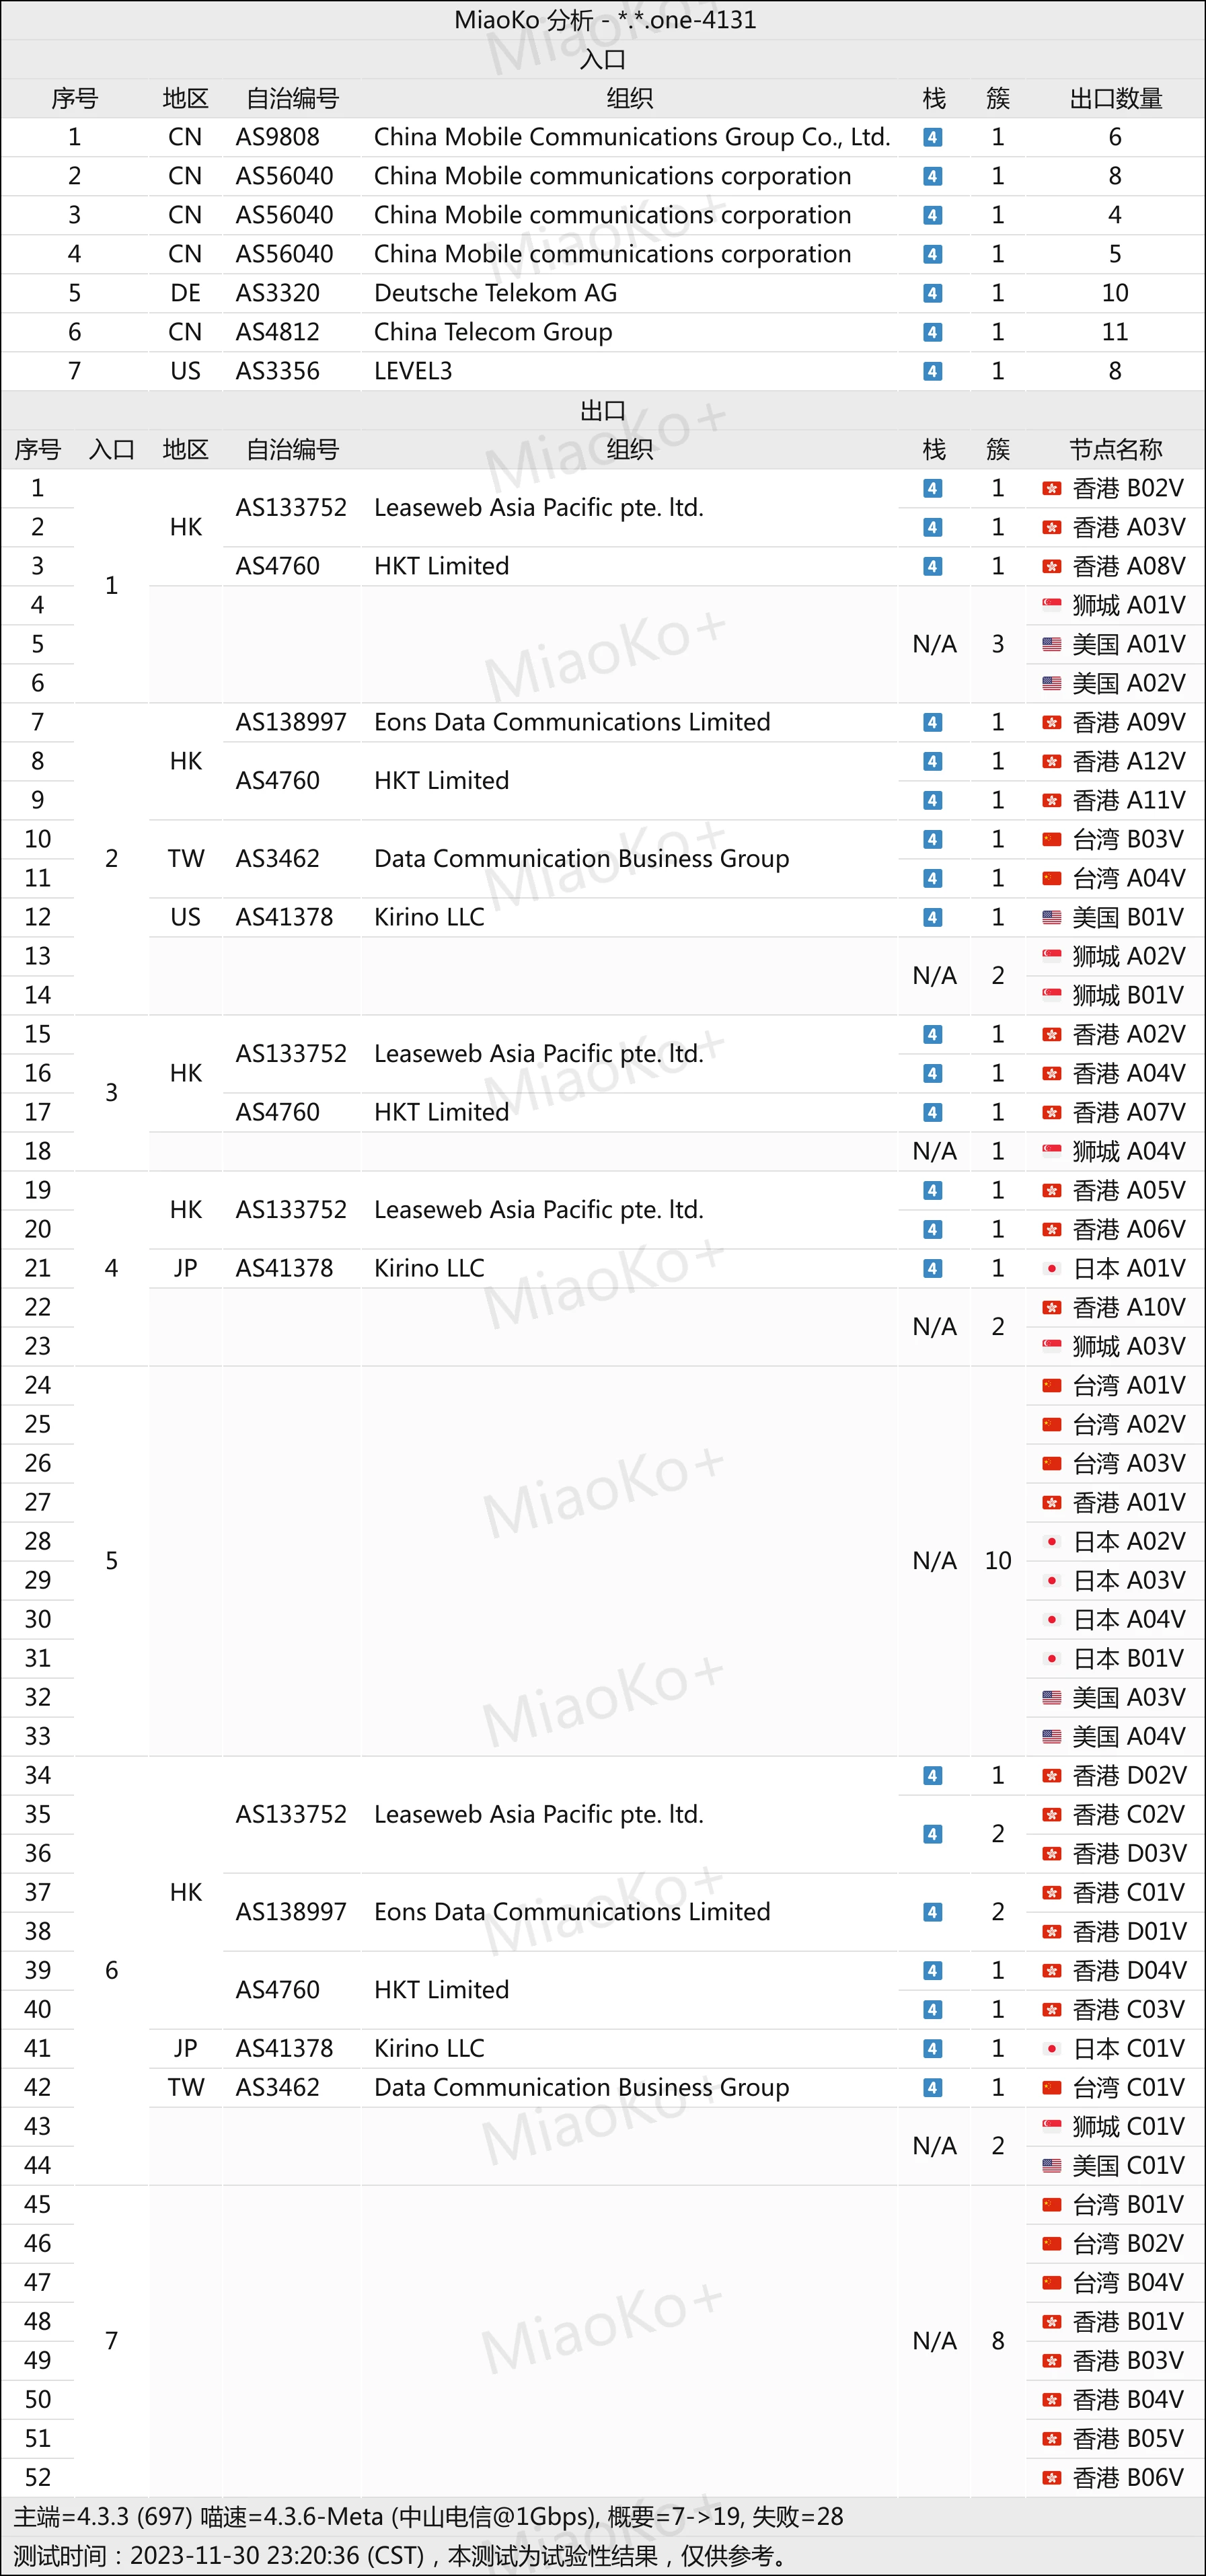 MiaoKo 分析 - *.*.one-4131
入口
序号 地区 自治编号 组织 栈 簇 出口数量
1 CN AS9808 China Mobile Communications Group Co., Ltd. 4 1 6
2 CN AS56040 China Mobile communications corporation 4 1 8
3 CN AS56040 China Mobile communications corporation 4 1 4
4 CN AS56040 China Mobile communications corporation 4 1 5
5 DE AS3320 Deutsche Telekom AG 4 1 10
6 CN AS4812 China Telecom Group 4 1 11
7 US AS3356 LEVEL3 4 1 8
出口
序号 入口 地区 自治编号 组织 栈 簇 节点名称
1 1 HK AS133752 Leaseweb Asia Pacific pte. ltd. 4 1 香港 B02V
2 4 1 香港 A03V
3 AS4760 HKT Limited 4 1 香港 A08V
4 N/A 3 狮城 A01V
5 美国 A01V
6 美国 A02V
7 2 HK AS138997 Eons Data Communications Limited 4 1 香港 A09V
8 AS4760 HKT Limited 4 1 香港 A12V
9 4 1 香港 A11V
10 TW AS3462 Data Communication Business Group 4 1 台湾 B03V
11 4 1 台湾 A04V
12 US AS41378 Kirino LLC 4 1 美国 B01V
13 N/A 2 狮城 A02V
14 狮城 B01V
15 3 HK AS133752 Leaseweb Asia Pacific pte. ltd. 4 1 香港 A02V
16 4 1 香港 A04V
17 AS4760 HKT Limited 4 1 香港 A07V
18 N/A 1 狮城 A04V
19 4 HK AS133752 Leaseweb Asia Pacific pte. ltd. 4 1 香港 A05V
20 4 1 香港 A06V
21 JP AS41378 Kirino LLC 4 1 日本 A01V
22 N/A 2 香港 A10V
23 狮城 A03V
24 5 N/A 10 台湾 A01V
25 台湾 A02V
26 台湾 A03V
27 香港 A01V
28 日本 A02V
29 日本 A03V
30 日本 A04V
31 日本 B01V
32 美国 A03V
33 美国 A04V
34 6 HK AS133752 Leaseweb Asia Pacific pte. ltd. 4 1 香港 D02V
35 4 2 香港 C02V
36 香港 D03V
37 AS138997 Eons Data Communications Limited 4 2 香港 C01V
38 香港 D01V
39 AS4760 HKT Limited 4 1 香港 D04V
40 4 1 香港 C03V
41 JP AS41378 Kirino LLC 4 1 日本 C01V
42 TW AS3462 Data Communication Business Group 4 1 台湾 C01V
43 N/A 2 狮城 C01V
44 美国 C01V
45 7 N/A 8 台湾 B01V
46 台湾 B02V
47 台湾 B04V
48 香港 B01V
49 香港 B03V
50 香港 B04V
51 香港 B05V
52 香港 B06V
主端=4.3.3 (697) 喵速=4.3.6-Meta (中山电信@1Gbps), 概要=7->19, 失败=28
测试时间：2023-11-30 23:20:36 (CST)，本测试为试验性结果，仅供参考。